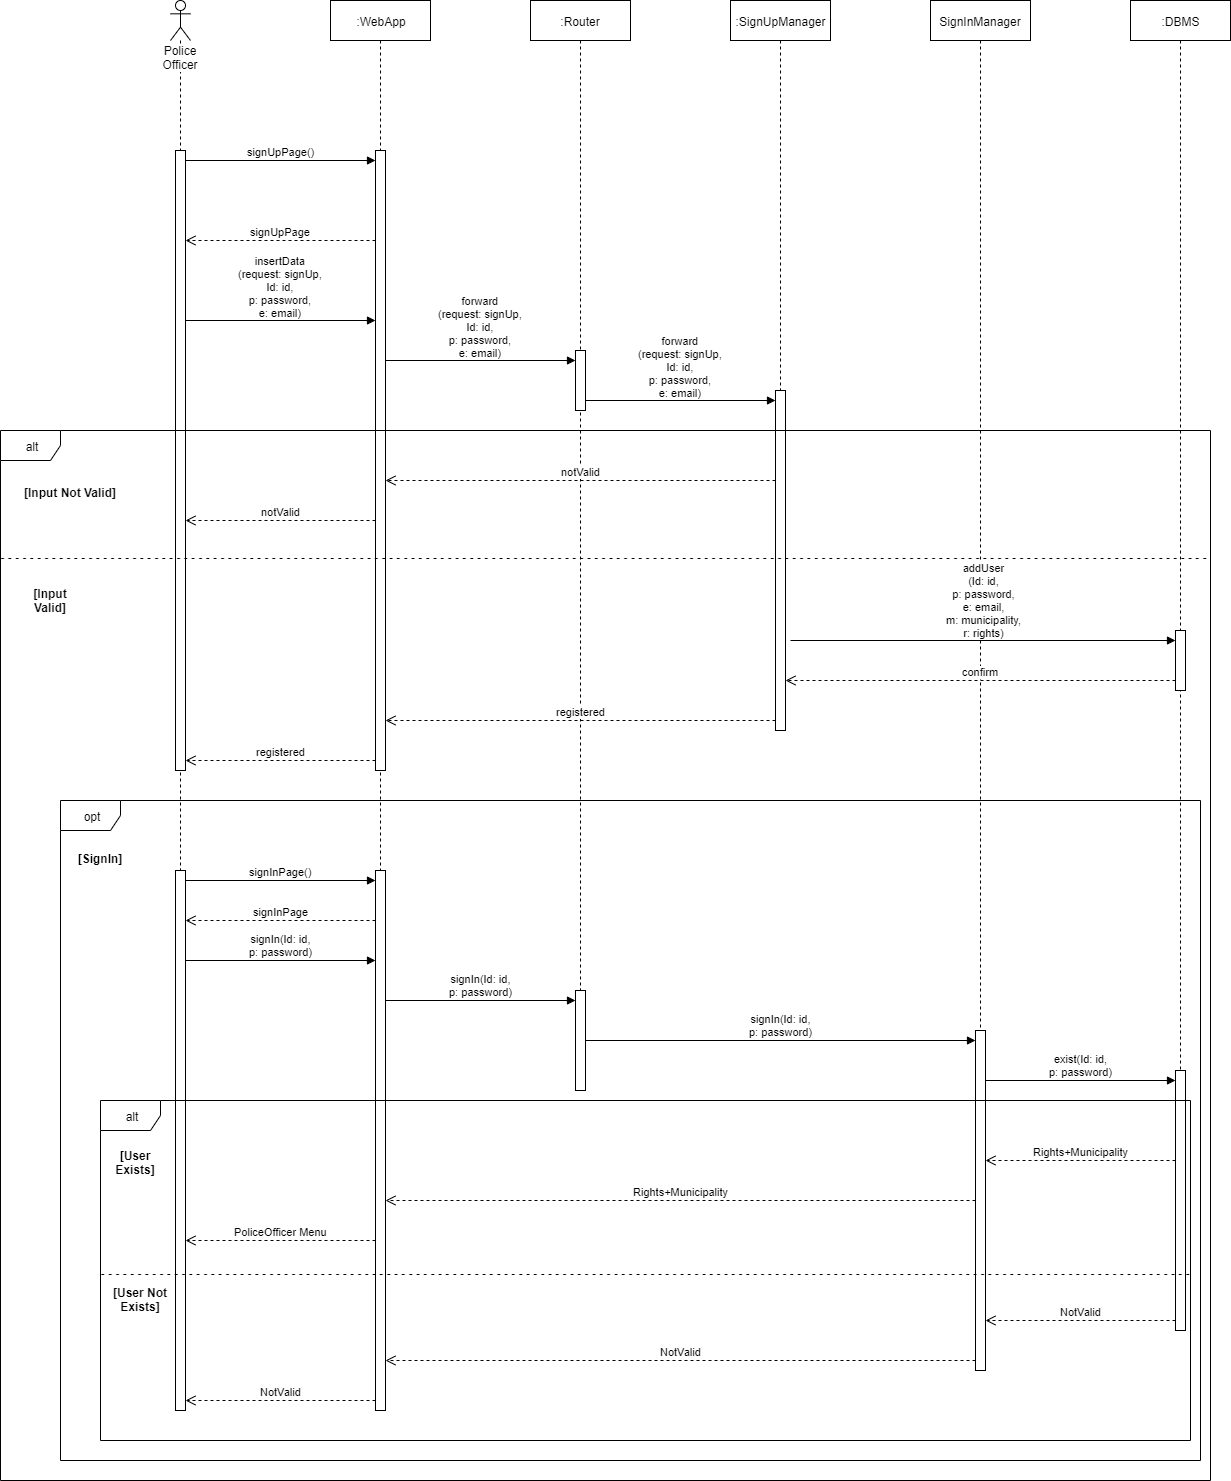 Police
Officer
:WebApp
:Router
:SignUpManager
SignInManager
:DBMS
signUpPage()
signUpPage
insertData
(request: signUp,
Id: id,
p: password,
e: email)
forward
(request: signUp,
Id: id,
p: password,
e: email)
forward
(request: signUp,
Id: id,
p: password,
e: email)
alt
[Input Not Valid]
notValid
notValid
[Input
Valid]
addUser
(Id: id,
p: password,
e: email,
m: municipality,
r: rights)
confirm
registered
registered
opt
[SignIn]
signInPage()
signInPage
signIn(Id: id,
p: password)
signIn(Id: id,
p: password)
signIn(Id: id,
p: password)
exist(Id: id,
p: password)
alt
[User
Exists]
Rights+Municipality
Rights+Municipality
PoliceOfficer Menu
[User Not
Exists]
NotValid
NotValid
NotValid